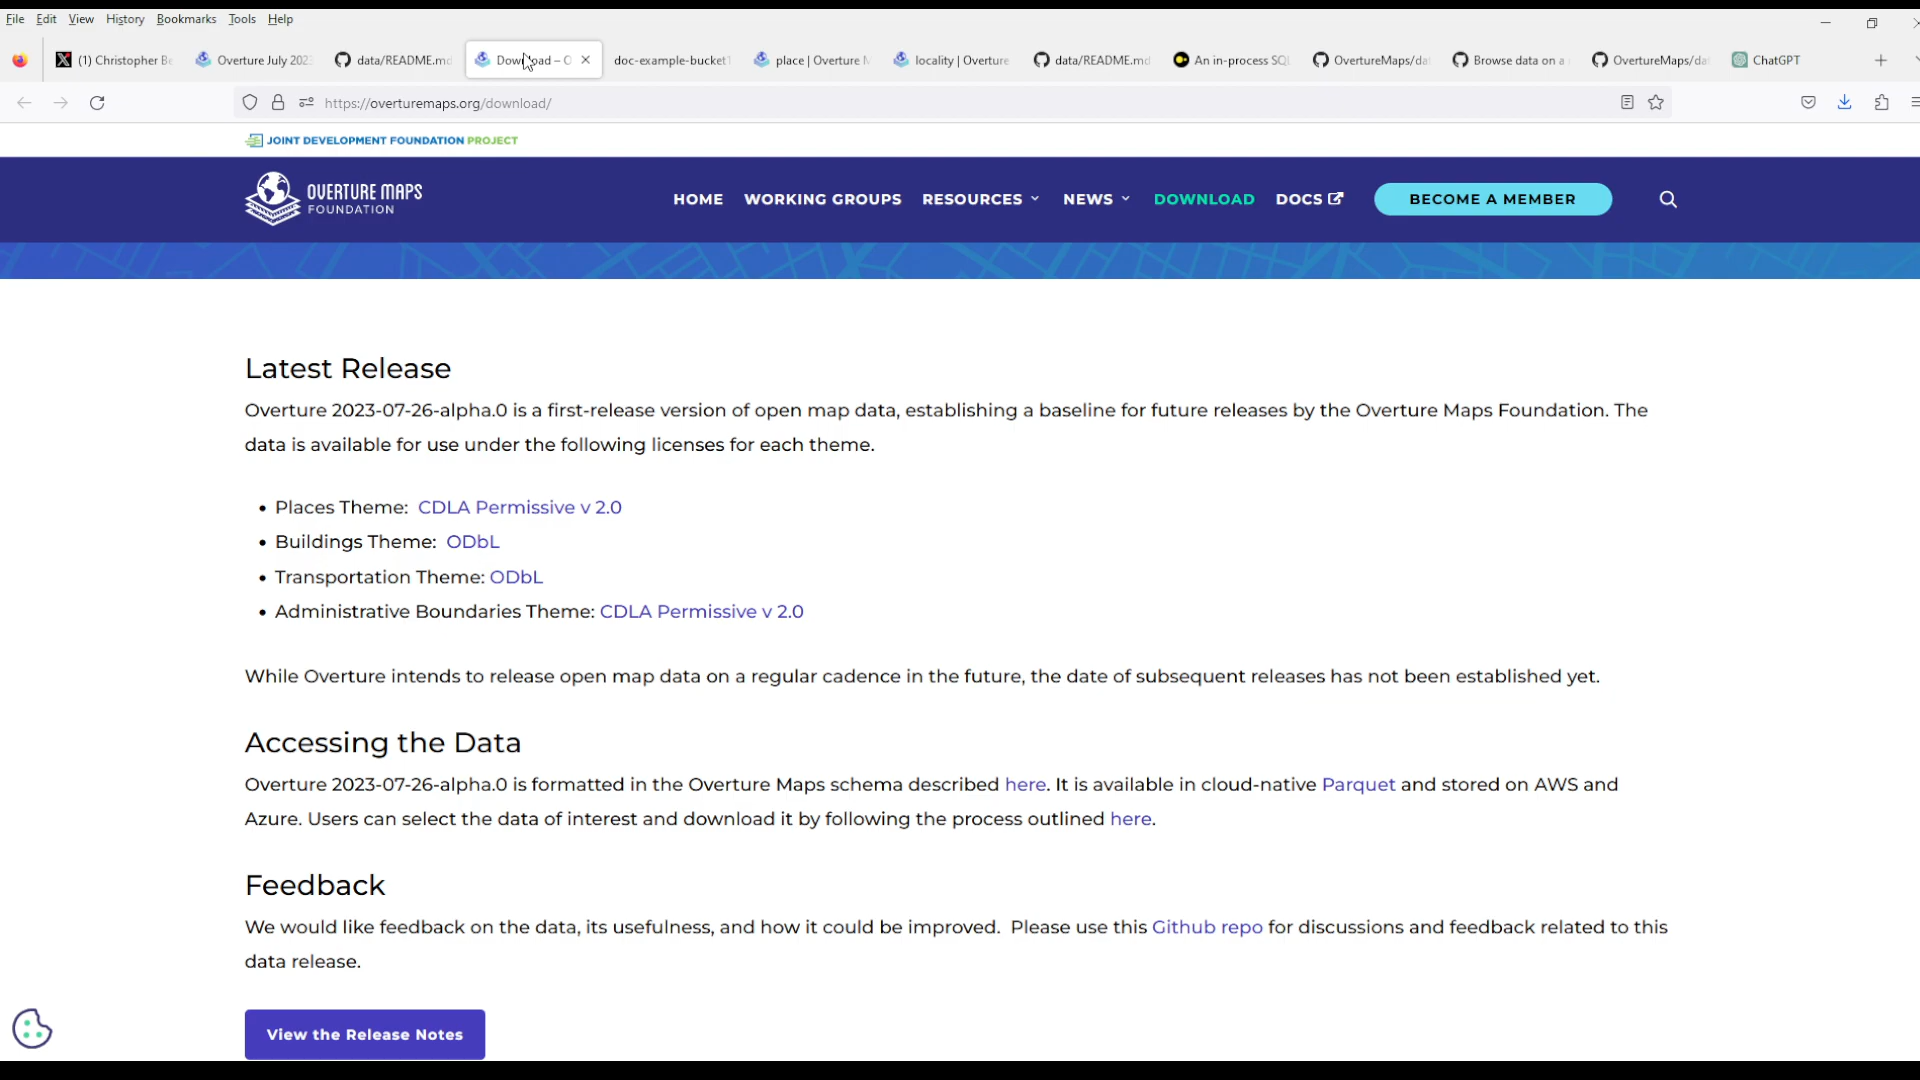 File Edit View History Bookmarks Tools Help
(1) Christopher Be Overture July 2023 data/README.md Download – O doc-example-bucket1 place | Overture M locality | Overture data/README.md An in-process SQL OvertureMaps/dat Browse data on a OvertureMaps/dat ChatGPT
https://overturemaps.org/download/
JOINT DEVELOPMENT FOUNDATION PROJECT
OVERTURE MAPS
FOUNDATION
HOME WORKING GROUPS RESOURCES NEWS DOWNLOAD DOCS BECOME A MEMBER
Latest Release
Overture 2023-07-26-alpha.0 is a first-release version of open map data, establishing a baseline for future releases by the Overture Maps Foundation. The
data is available for use under the following licenses for each theme.
• Places Theme: CDLA Permissive v 2.0
• Buildings Theme: ODbL
• Transportation Theme: ODbL
• Administrative Boundaries Theme: CDLA Permissive v 2.0
While Overture intends to release open map data on a regular cadence in the future, the date of subsequent releases has not been established yet.
Accessing the Data
Overture 2023-07-26-alpha.0 is formatted in the Overture Maps schema described here. It is available in cloud-native Parquet and stored on AWS and
Azure. Users can select the data of interest and download it by following the process outlined here.
Feedback
We would like feedback on the data, its usefulness, and how it could be improved. Please use this Github repo for discussions and feedback related to this
data release.
View the Release Notes